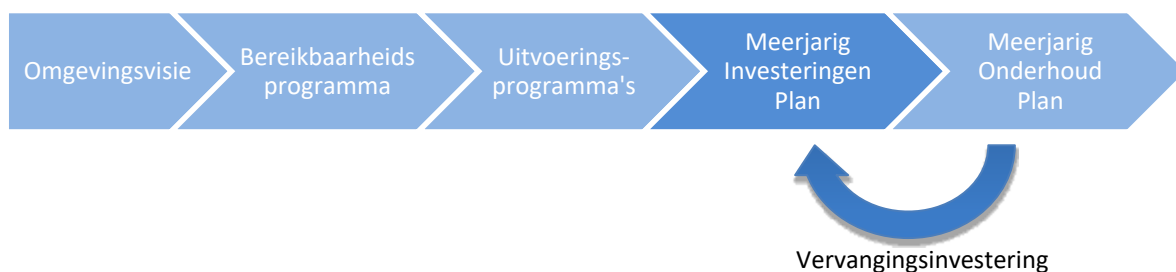 Omgevingsvisie
Bereikbaarheids
programma
Uitvoerings-
programma's
Meerjarig
Investeringen
Plan
Meerjarig
Onderhoud
Plan
Vervangingsinvestering